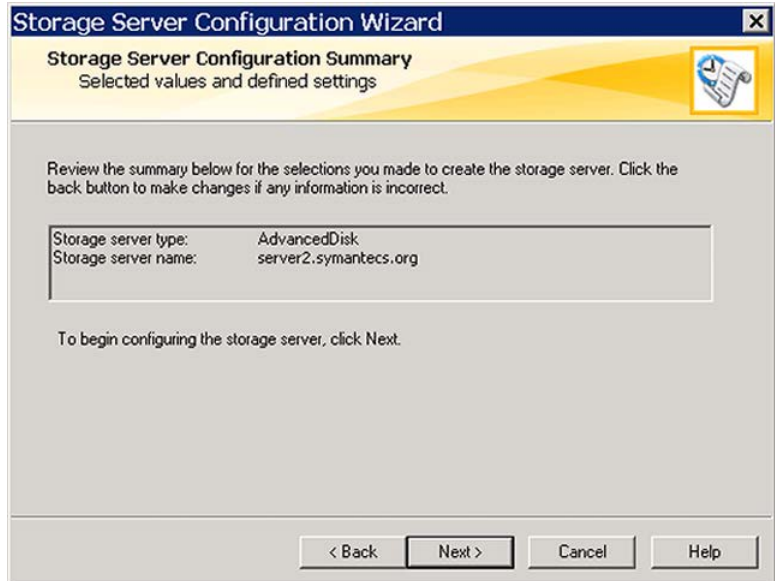 Storage Server Configuration Wizard
Storage Server Configuration Summary
Selected values and defined settings
Review the summary below for the selections you made to create the storage server. Click the
back button to make changes if any information is incorrect.
Storage server type: AdvancedDisk
Storage server name: server2.symantecs.org
To begin configuring the storage server, click Next.
< Back Next > Cancel Help